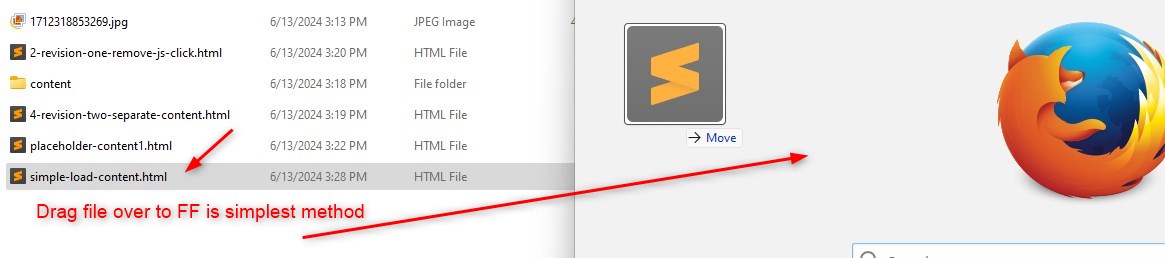 1712318853269.jpg 6/13/2024 3:13 PM JPEG Image 4
2-revision-one-remove-js-click.html 6/13/2024 3:20 PM HTML File
content 6/13/2024 3:18 PM File folder
4-revision-two-separate-content.html 6/13/2024 3:19 PM HTML File
placeholder-content1.html 6/13/2024 3:22 PM HTML File
simple-load-content.html 6/13/2024 3:28 PM HTML File
Drag file over to FF is simplest method
Move